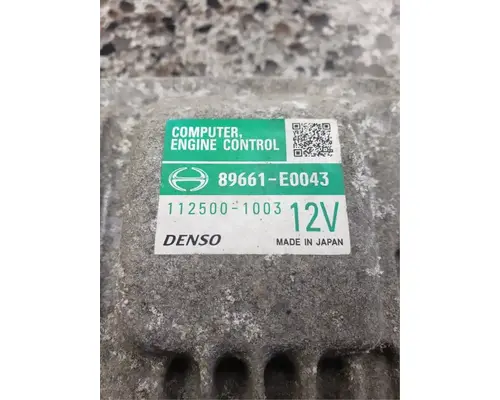 COMPUTER,
ENGINE CONTROL
89661-E0043
112500-1003 12V
DENSO MADE IN JAPAN